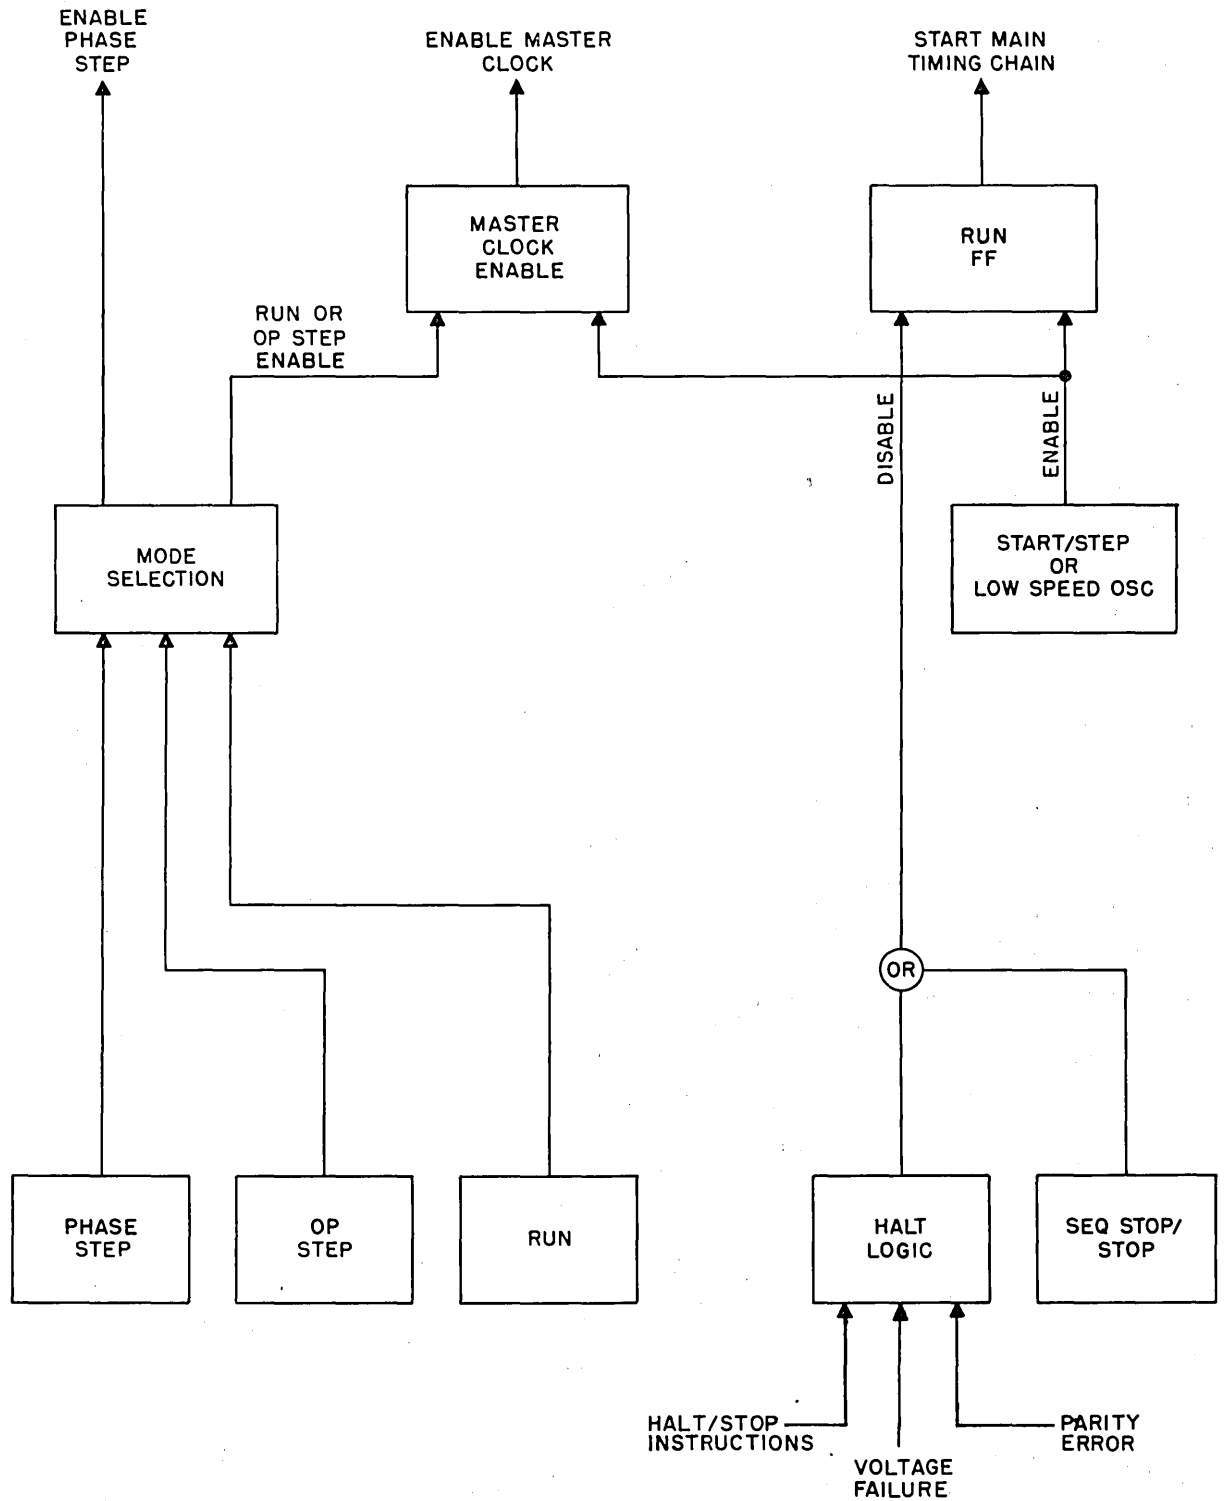 ENABLE
PHASE
STEP
ENABLE MASTER
CLOCK
START MAIN
TIMING CHAIN
MASTER
CLOCK
ENABLE
RUN
FF
RUN OR
OP STEP
ENABLE
DISABLE
ENABLE
MODE
SELECTION
START/STEP
OR
LOW SPEED OSC
OR
PHASE
STEP
OP
STEP
RUN
HALT
LOGIC
SEQ STOP/
STOP
HALT/STOP
INSTRUCTIONS
VOLTAGE
FAILURE
PARITY
ERROR